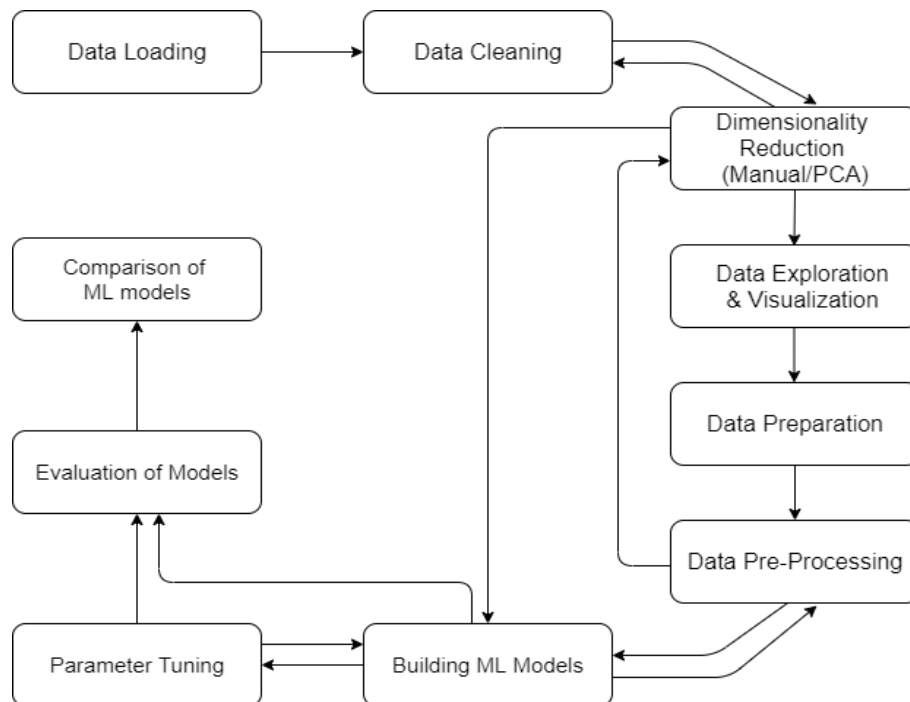 Data Loading
Data Cleaning
Dimensionality
Reduction
(Manual/PCA)
Data Exploration
& Visualization
Data Preparation
Data Pre-Processing
Building ML Models
Parameter Tuning
Evaluation of Models
Comparison of
ML models